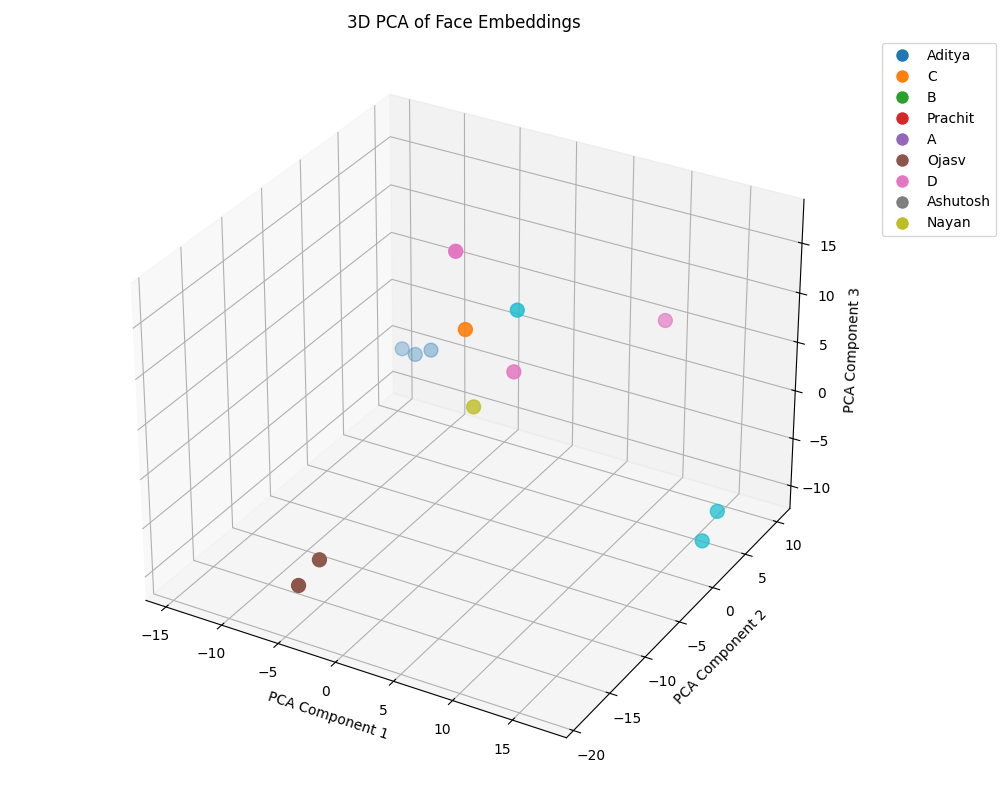 3D PCA of Face Embeddings
Aditya
C
B
Prachit
A
Ojasv
D
Ashutosh
Nayan
15
10
5
0
−5
−10
PCA Component 3
10
5
0
−5
−10
−15
−20
PCA Component 2
−15
−10
−5
0
5
10
15
PCA Component 1